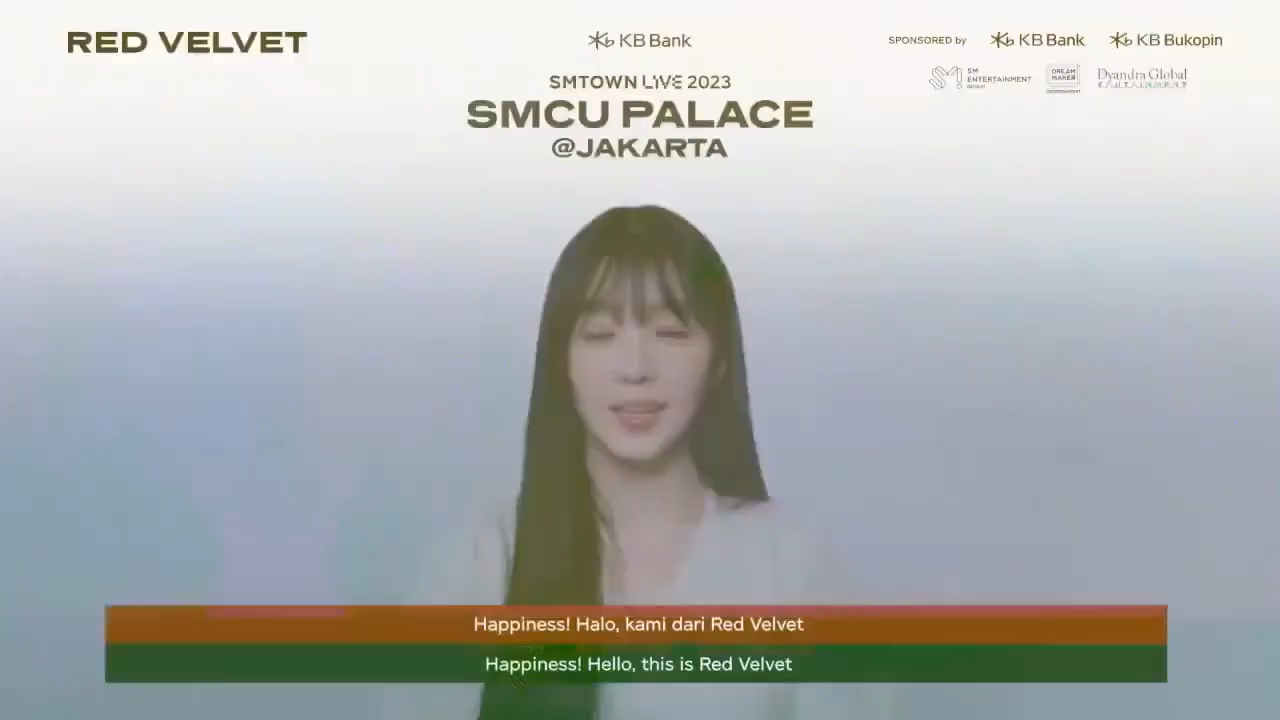 RED VELVET
KB Bank
SPONSORED by KB Bank KB Bukopin
SM ENTERTAINMENT
DREAM MAKER
Dyandra Global
SMTOWN LIVE 2023
SMCU PALACE
@JAKARTA
Happiness! Halo, kami dari Red Velvet
Happiness! Hello, this is Red Velvet